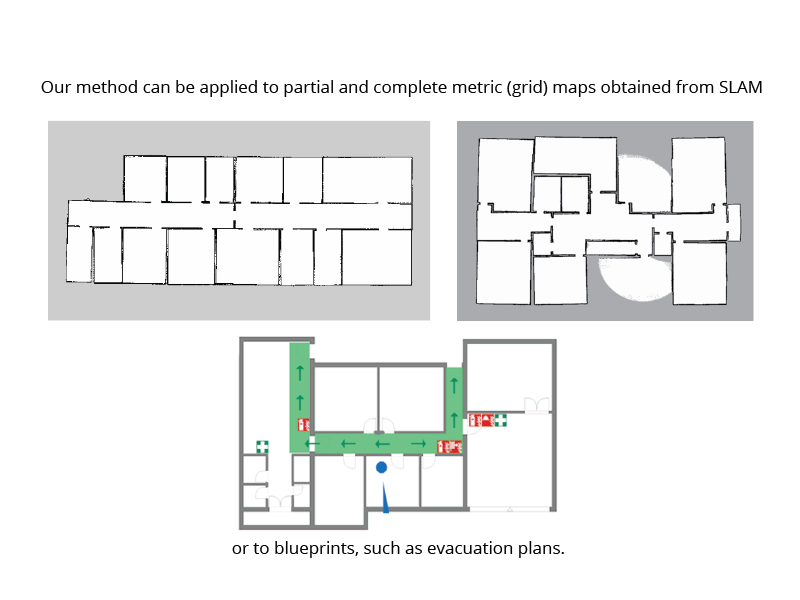 Our method can be applied to partial and complete metric (grid) maps obtained from SLAM
or to blueprints, such as evacuation plans.